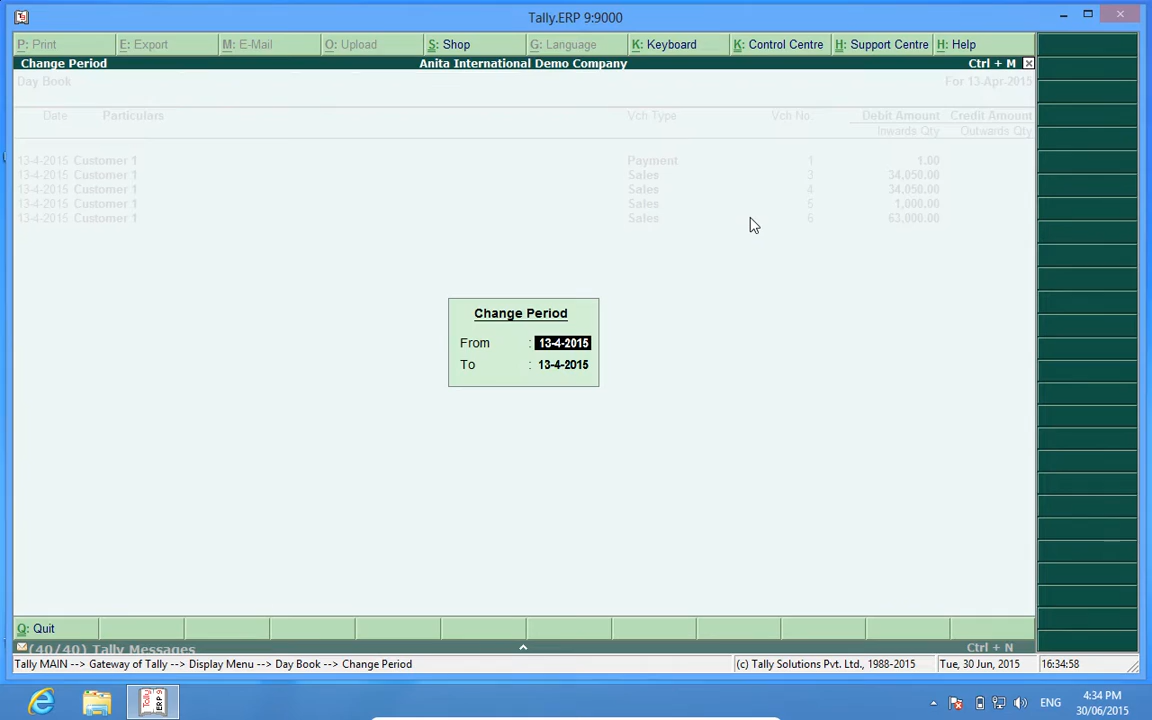 Tally.ERP 9:9000
P: Print E: Export M: E-Mail O: Upload S: Shop G: Language K: Keyboard K: Control Centre H: Support Centre H: Help
Change Period Anita International Demo Company Ctrl + M
Day Book For 13-Apr-2015
Date Particulars Vch Type Vch No. Debit Amount Credit Amount
Inwards Qty Outwards Qty
13-4-2015 Customer 1 Payment 1 1.00
13-4-2015 Customer 1 Sales 3 34,050.00
13-4-2015 Customer 1 Sales 4 34,050.00
13-4-2015 Customer 1 Sales 5 1,000.00
13-4-2015 Customer 1 Sales 6 63,000.00
Change Period
From : 13-4-2015
To : 13-4-2015
Q: Quit
(40/40) Tally Messages Ctrl + N
Tally MAIN --> Gateway of Tally --> Display Menu --> Day Book --> Change Period (c) Tally Solutions Pvt. Ltd., 1988-2015 Tue, 30 Jun, 2015 16:34:58
Tally ERP 9
ENG
4:34 PM
30/06/2015